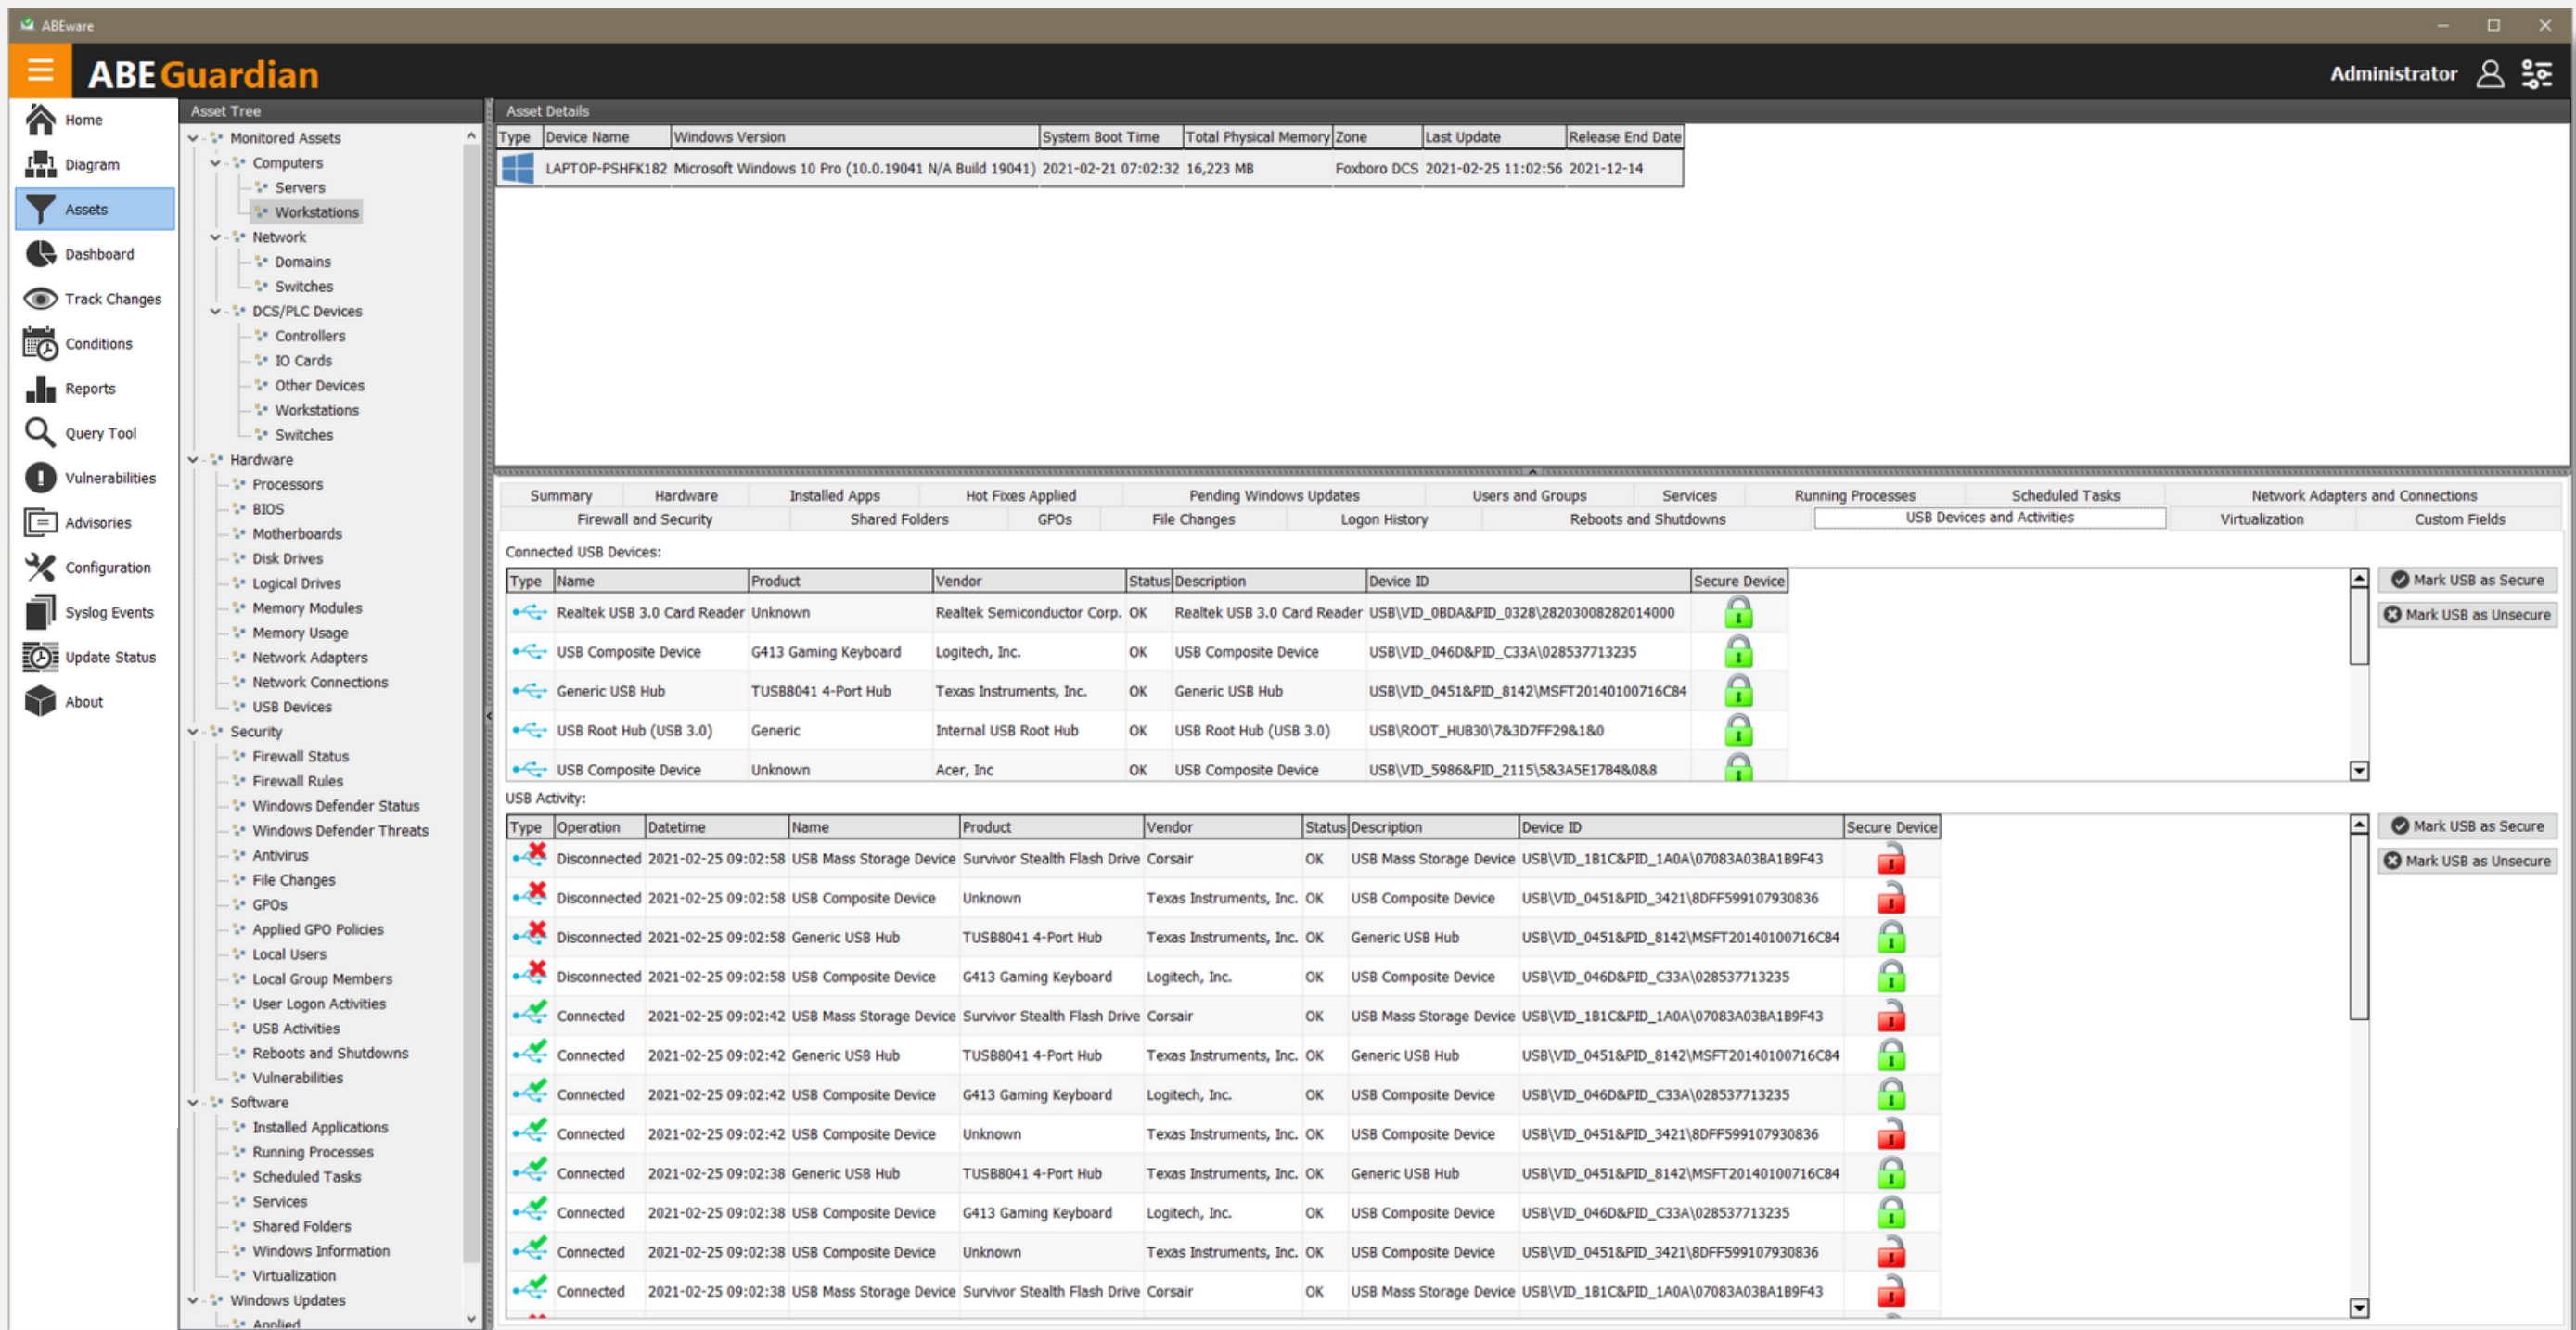 ABEware
ABEGuardian
Administrator
Home
Diagram
Assets
Dashboard
Track Changes
Conditions
Reports
Query Tool
Vulnerabilities
Advisories
Configuration
Syslog Events
Update Status
About
Asset Tree
Monitored Assets
Computers
Servers
Workstations
Network
Domains
Switches
DCS/PLC Devices
Controllers
IO Cards
Other Devices
Workstations
Switches
Hardware
Processors
BIOS
Motherboards
Disk Drives
Logical Drives
Memory Modules
Memory Usage
Network Adapters
Network Connections
USB Devices
Security
Firewall Status
Firewall Rules
Windows Defender Status
Windows Defender Threats
Antivirus
File Changes
GPOs
Applied GPO Policies
Local Users
Local Group Members
User Logon Activities
USB Activities
Reboots and Shutdowns
Vulnerabilities
Software
Installed Applications
Running Processes
Scheduled Tasks
Services
Shared Folders
Windows Information
Virtualization
Windows Updates
Applied
Asset Details
Type Device Name Windows Version System Boot Time Total Physical Memory Zone Last Update Release End Date
LAPTOP-PSHFK182 Microsoft Windows 10 Pro (10.0.19041 N/A Build 19041) 2021-02-21 07:02:32 16,223 MB Foxboro DCS 2021-02-25 11:02:56 2021-12-14
Summary Hardware Installed Apps Hot Fixes Applied Pending Windows Updates Users and Groups Services Running Processes Scheduled Tasks Network Adapters and Connections
Firewall and Security Shared Folders GPOs File Changes Logon History Reboots and Shutdowns USB Devices and Activities Virtualization Custom Fields
Connected USB Devices:
Type Name Product Vendor Status Description Device ID Secure Device
Realtek USB 3.0 Card Reader Unknown Realtek Semiconductor Corp. OK Realtek USB 3.0 Card Reader USB\VID_0BDA&PID_0328\28203008282014000
USB Composite Device G413 Gaming Keyboard Logitech, Inc. OK USB Composite Device USB\VID_046D&PID_C33A\028537713235
Generic USB Hub TUSB8041 4-Port Hub Texas Instruments, Inc. OK Generic USB Hub USB\VID_0451&PID_8142\MSFT20140100716C84
USB Root Hub (USB 3.0) Generic Internal USB Root Hub OK USB Root Hub (USB 3.0) USB\ROOT_HUB30\7&3D7FF29&1&0
USB Composite Device Unknown Acer, Inc OK USB Composite Device USB\VID_5986&PID_2115\5&3A5E17B4&0&8
Mark USB as Secure
Mark USB as Unsecure
USB Activity:
Type Operation Datetime Name Product Vendor Status Description Device ID Secure Device
Disconnected 2021-02-25 09:02:58 USB Mass Storage Device Survivor Stealth Flash Drive Corsair OK USB Mass Storage Device USB\VID_1B1C&PID_1A0A\07083A03BA1B9F43
Disconnected 2021-02-25 09:02:58 USB Composite Device Unknown Texas Instruments, Inc. OK USB Composite Device USB\VID_0451&PID_3421\8DFF599107930836
Disconnected 2021-02-25 09:02:58 Generic USB Hub TUSB8041 4-Port Hub Texas Instruments, Inc. OK Generic USB Hub USB\VID_0451&PID_8142\MSFT20140100716C84
Disconnected 2021-02-25 09:02:58 USB Composite Device G413 Gaming Keyboard Logitech, Inc. OK USB Composite Device USB\VID_046D&PID_C33A\028537713235
Connected 2021-02-25 09:02:42 USB Mass Storage Device Survivor Stealth Flash Drive Corsair OK USB Mass Storage Device USB\VID_1B1C&PID_1A0A\07083A03BA1B9F43
Connected 2021-02-25 09:02:42 Generic USB Hub TUSB8041 4-Port Hub Texas Instruments, Inc. OK Generic USB Hub USB\VID_0451&PID_8142\MSFT20140100716C84
Connected 2021-02-25 09:02:42 USB Composite Device G413 Gaming Keyboard Logitech, Inc. OK USB Composite Device USB\VID_046D&PID_C33A\028537713235
Connected 2021-02-25 09:02:42 USB Composite Device Unknown Texas Instruments, Inc. OK USB Composite Device USB\VID_0451&PID_3421\8DFF599107930836
Connected 2021-02-25 09:02:38 Generic USB Hub TUSB8041 4-Port Hub Texas Instruments, Inc. OK Generic USB Hub USB\VID_0451&PID_8142\MSFT20140100716C84
Connected 2021-02-25 09:02:38 USB Composite Device G413 Gaming Keyboard Logitech, Inc. OK USB Composite Device USB\VID_046D&PID_C33A\028537713235
Connected 2021-02-25 09:02:38 USB Composite Device Unknown Texas Instruments, Inc. OK USB Composite Device USB\VID_0451&PID_3421\8DFF599107930836
Connected 2021-02-25 09:02:38 USB Mass Storage Device Survivor Stealth Flash Drive Corsair OK USB Mass Storage Device USB\VID_1B1C&PID_1A0A\07083A03BA1B9F43
Mark USB as Secure
Mark USB as Unsecure